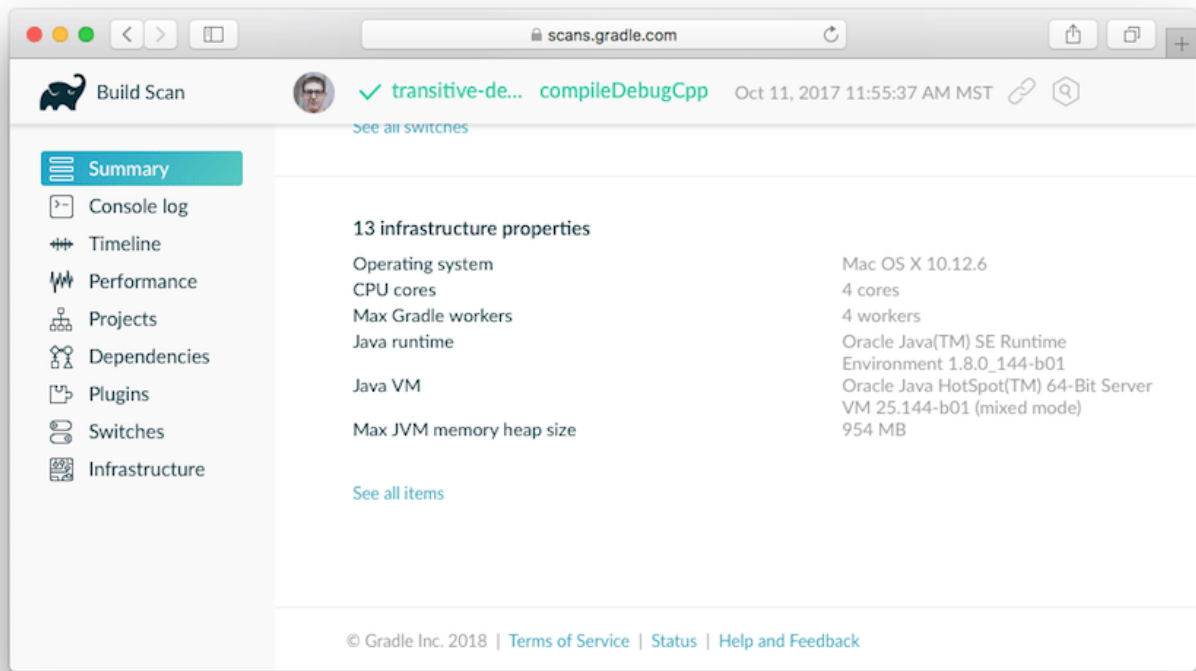 scans.gradle.com
Build Scan
transitive-de... compileDebugCpp Oct 11, 2017 11:55:37 AM MST
See all switches
Summary
Console log
Timeline
Performance
Projects
Dependencies
Plugins
Switches
Infrastructure
13 infrastructure properties
Operating system Mac OS X 10.12.6
CPU cores 4 cores
Max Gradle workers 4 workers
Java runtime Oracle Java(TM) SE Runtime
Environment 1.8.0_144-b01
Java VM Oracle Java HotSpot(TM) 64-Bit Server
VM 25.144-b01 (mixed mode)
Max JVM memory heap size 954 MB
See all items
© Gradle Inc. 2018 | Terms of Service | Status | Help and Feedback